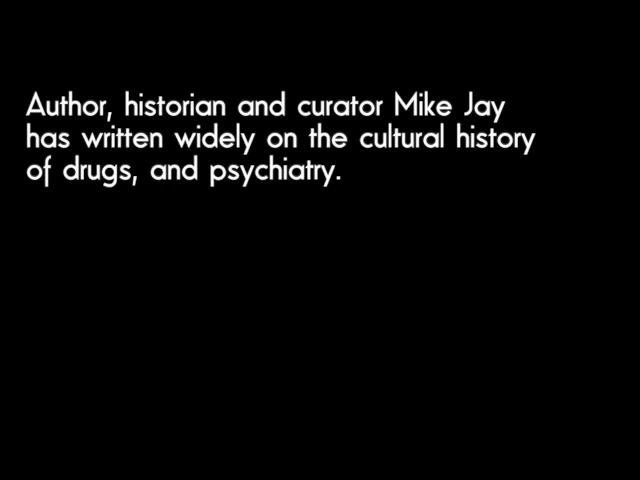 Author, historian and curator Mike Jay
has written widely on the cultural history
of drugs, and psychiatry.